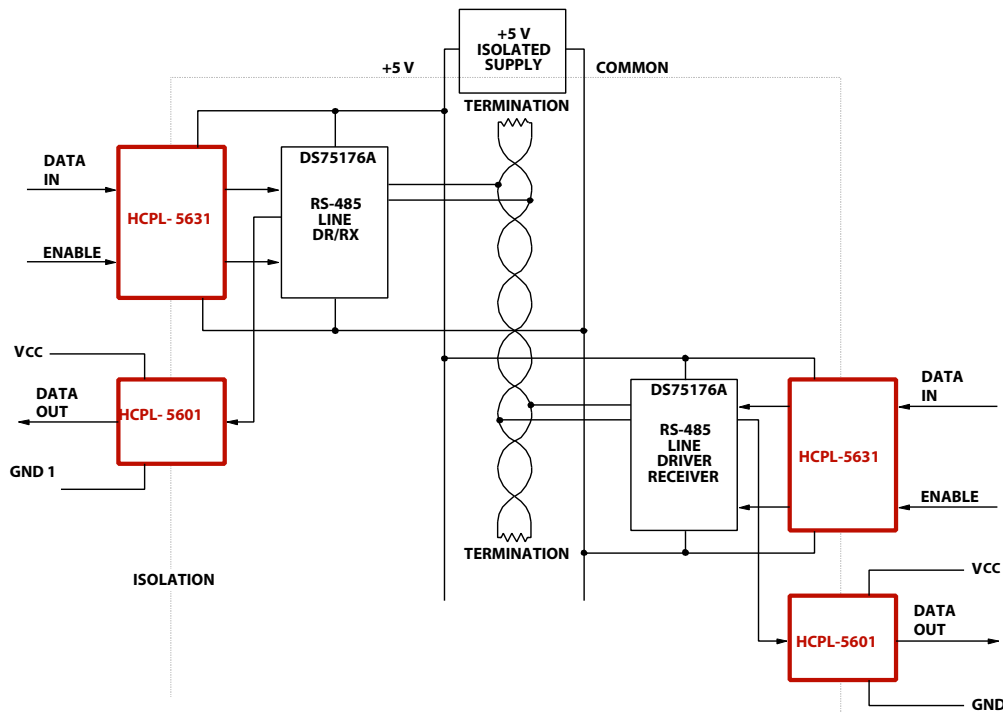 +5 V
ISOLATED
SUPPLY
+5 V
COMMON
TERMINATION
DATA
IN
ENABLE
HCPL- 5631
DS75176A
RS-485
LINE
DR/RX
VCC
DATA
OUT
GND 1
HCPL- 5601
DS75176A
RS-485
LINE
DRIVER
RECEIVER
HCPL-5631
DATA
IN
ENABLE
TERMINATION
ISOLATION
HCPL-5601
VCC
DATA
OUT
GND